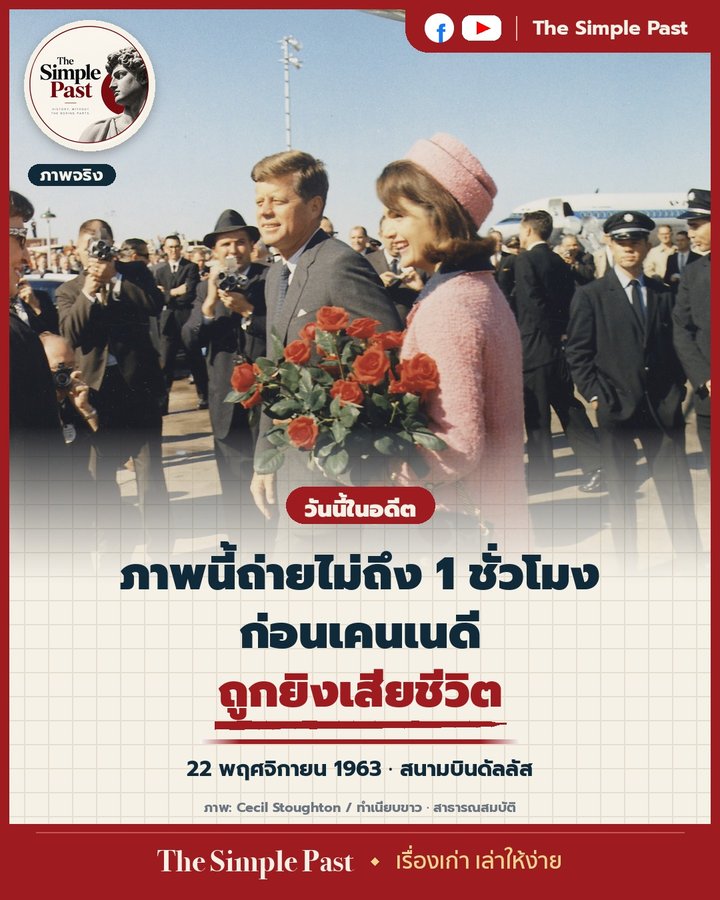 The Simple Past
The
Simple
Past
HISTORY, WITHOUT
THE BORING PARTS.
ภาพจริง
วันนี้ในอดีต
ภาพนี้ถ่ายไม่ถึง 1 ชั่วโมง
ก่อนเคนเนดี
ถูกยิงเสียชีวิต
22 พฤศจิกายน 1963 · สนามบินดัลลัส
ภาพ: Cecil Stoughton / ทำเนียบขาว · สาธารณสมบัติ
The Simple Past ◆ เรื่องเก่า เล่าให้ง่าย